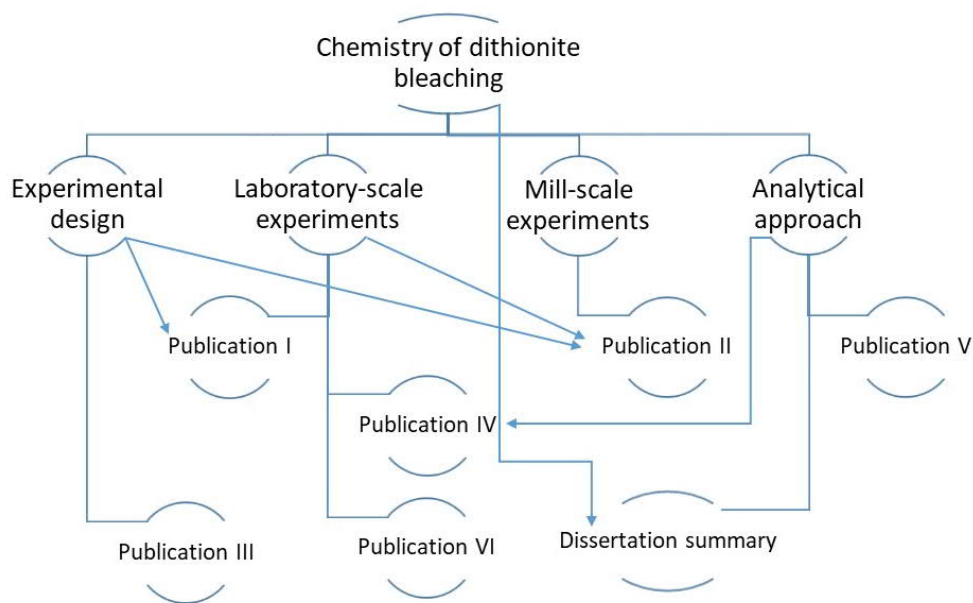 Chemistry of dithionite
bleaching
Experimental
design
Laboratory-scale
experiments
Mill-scale
experiments
Analytical
approach
Publication I
Publication II
Publication V
Publication IV
Publication III
Publication VI
Dissertation summary